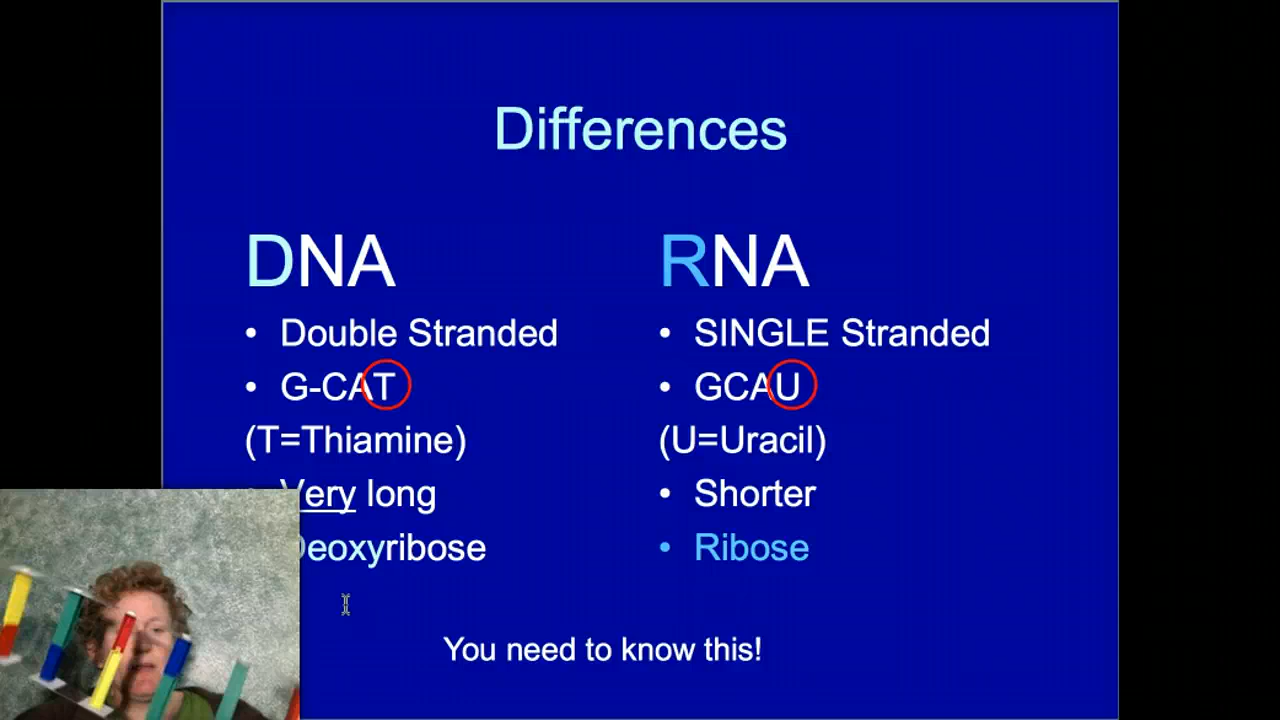 Differences
DNA
• Double Stranded
• G-CAT
(T=Thiamine)
• Very long
Deoxyribose
RNA
• SINGLE Stranded
• GCAU
(U=Uracil)
• Shorter
• Ribose
You need to know this!